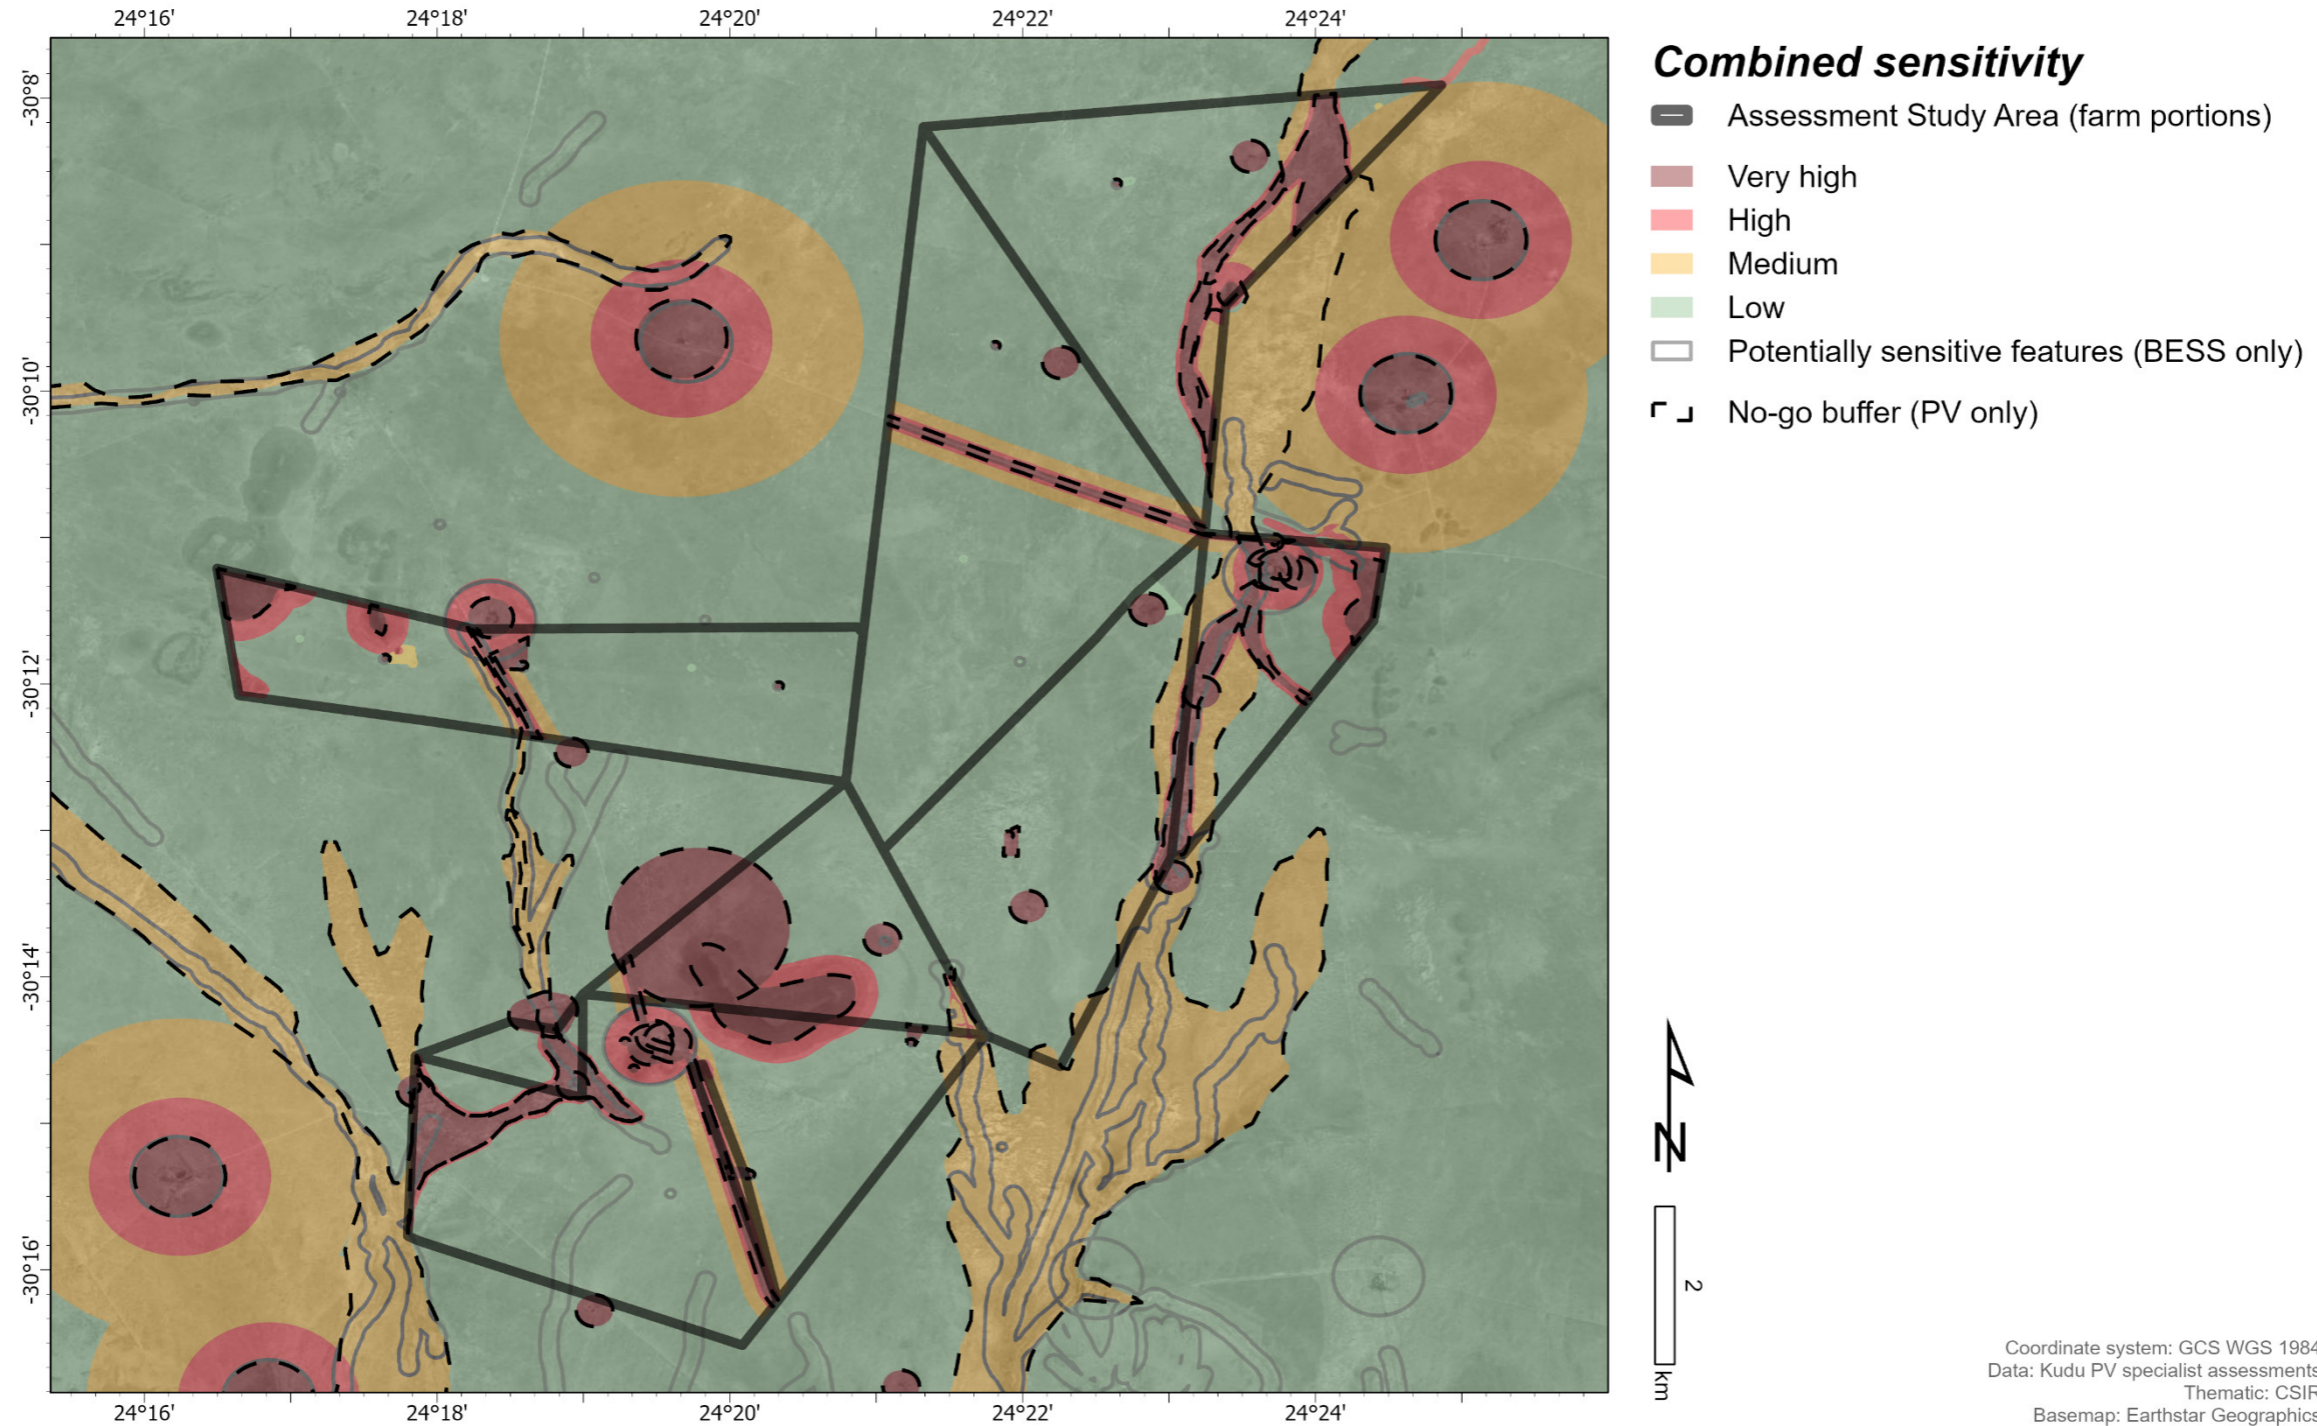 24°16' 24°18' 24°20' 24°22' 24°24'
-30°8'
-30°10'
-30°12'
-30°14'
-30°16'
24°16' 24°18' 24°20' 24°22' 24°24'
Combined sensitivity
Assessment Study Area (farm portions)
Very high
High
Medium
Low
Potentially sensitive features (BESS only)
No-go buffer (PV only)
N
2
km
Coordinate system: GCS WGS 1984
Data: Kudu PV specialist assessments
Thematic: CSIR
Basemap: Earthstar Geographics